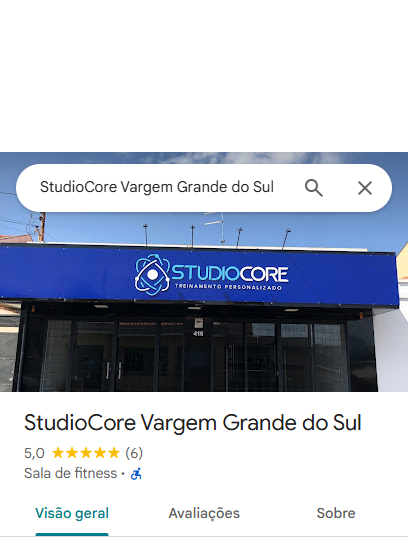 StudioCore Vargem Grande do Sul
STUDIOCORE
TREINAMENTO PERSONALIZADO
416
StudioCore Vargem Grande do Sul
5,0 ★★★★★ (6)
Sala de fitness ·
Visão geral Avaliações Sobre